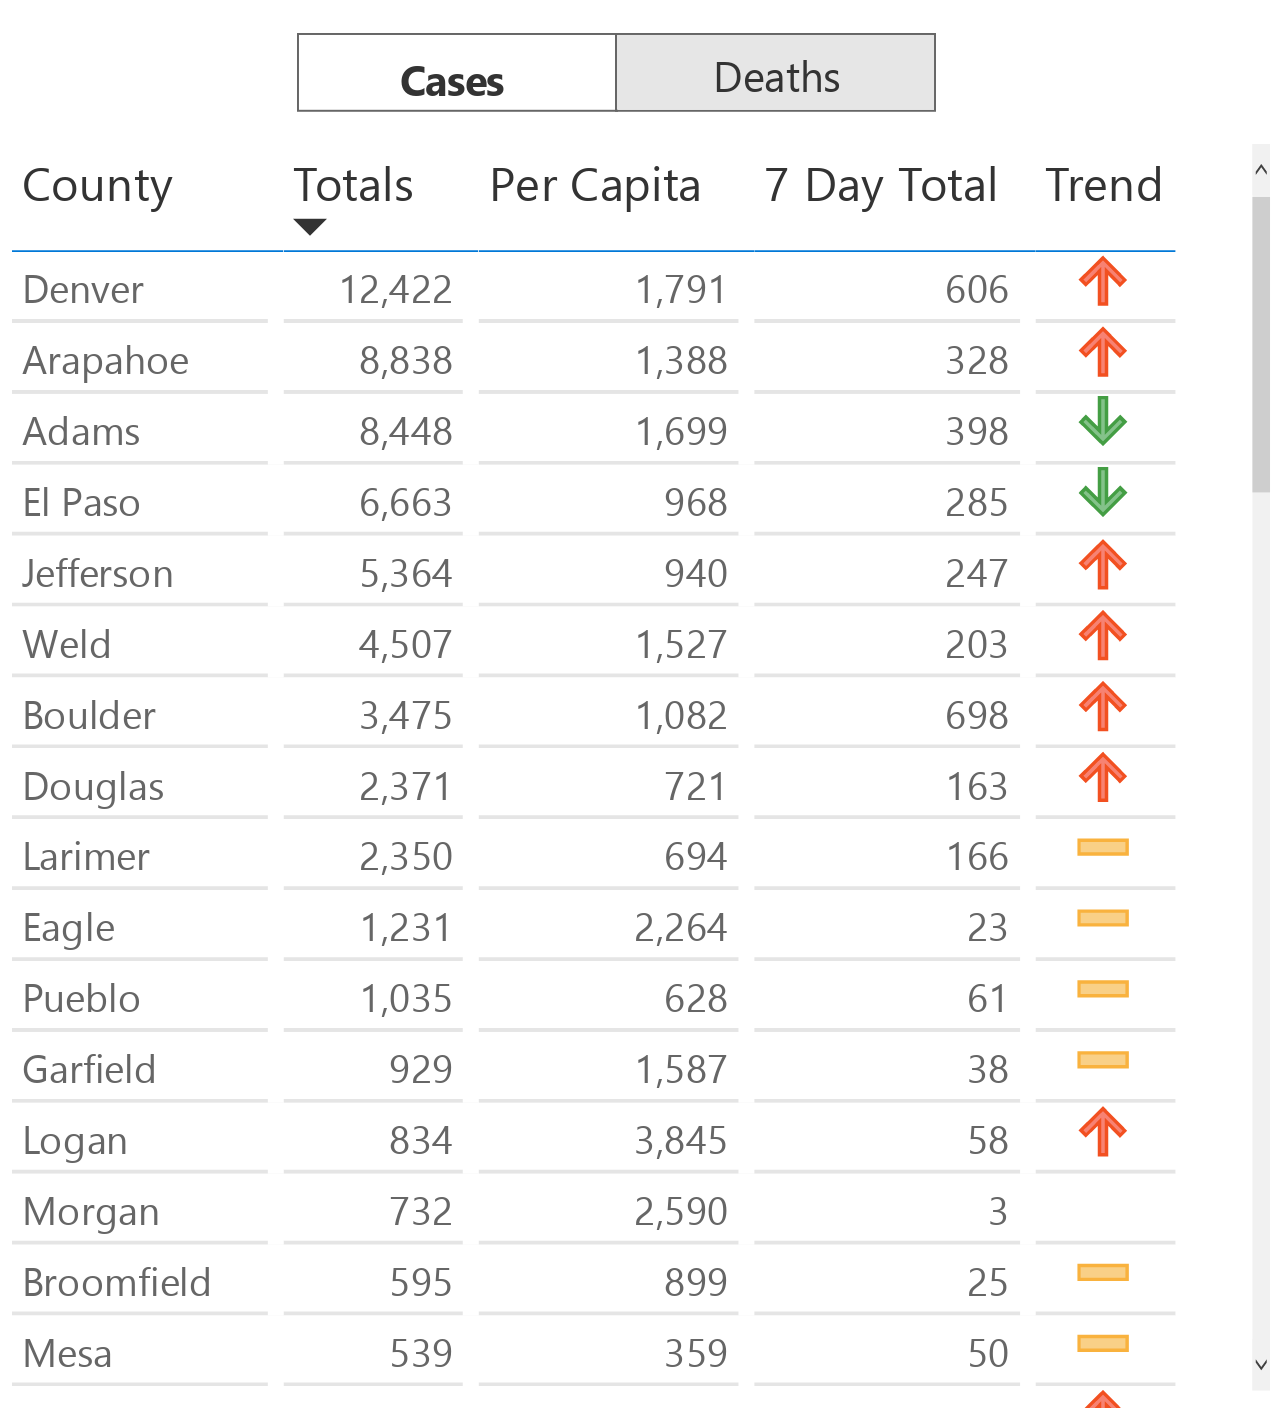 Cases Deaths
County Totals Per Capita 7 Day Total Trend
Denver 12,422 1,791 606
Arapahoe 8,838 1,388 328
Adams 8,448 1,699 398
El Paso 6,663 968 285
Jefferson 5,364 940 247
Weld 4,507 1,527 203
Boulder 3,475 1,082 698
Douglas 2,371 721 163
Larimer 2,350 694 166
Eagle 1,231 2,264 23
Pueblo 1,035 628 61
Garfield 929 1,587 38
Logan 834 3,845 58
Morgan 732 2,590 3
Broomfield 595 899 25
Mesa 539 359 50